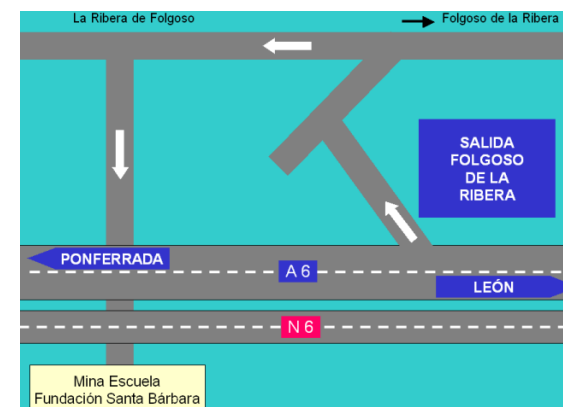 La Ribera de Folgoso
Folgoso de la Ribera
SALIDA
FOLGOSO
DE LA
RIBERA
PONFERRADA
A 6
LEÓN
N 6
Mina Escuela
Fundación Santa Bárbara